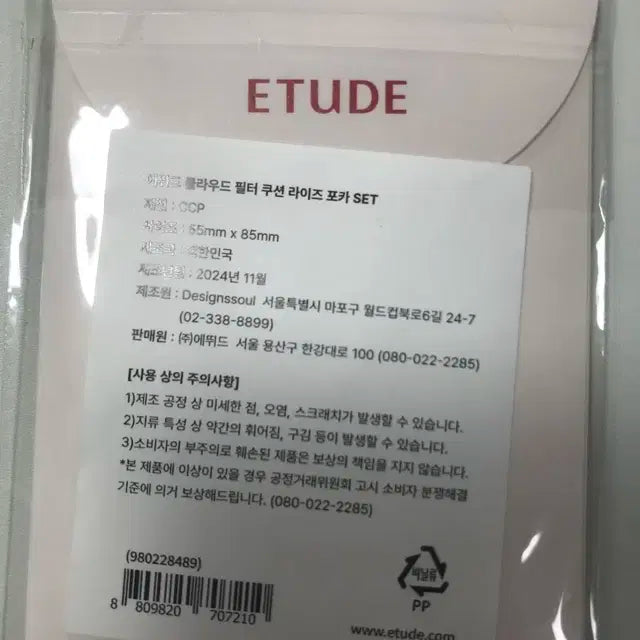 ETUDE
에뛰드 클라우드 필터 쿠션 라이즈 포카 SET
재질 : CCP
사이즈 : 55mm x 85mm
제조국 : 대한민국
제조년월 : 2024년 11월
제조원 : Designssoul 서울특별시 마포구 월드컵북로6길 24-7
(02-338-8899)
판매원 : (주)에뛰드 서울 용산구 한강대로 100 (080-022-2285)
[사용 상의 주의사항]
1)제조 공정 상 미세한 점, 오염, 스크래치가 발생할 수 있습니다.
2)지류 특성 상 약간의 휘어짐, 구김 등이 발생할 수 있습니다.
3)소비자의 부주의로 훼손된 제품은 보상의 책임을 지지 않습니다.
*본 제품에 이상이 있을 경우 공정거래위원회 고시 소비자 분쟁해결
기준에 의거 보상해드립니다. (080-022-2285)
(980228489)
8 809820 707210
비닐류
PP
www.etude.com